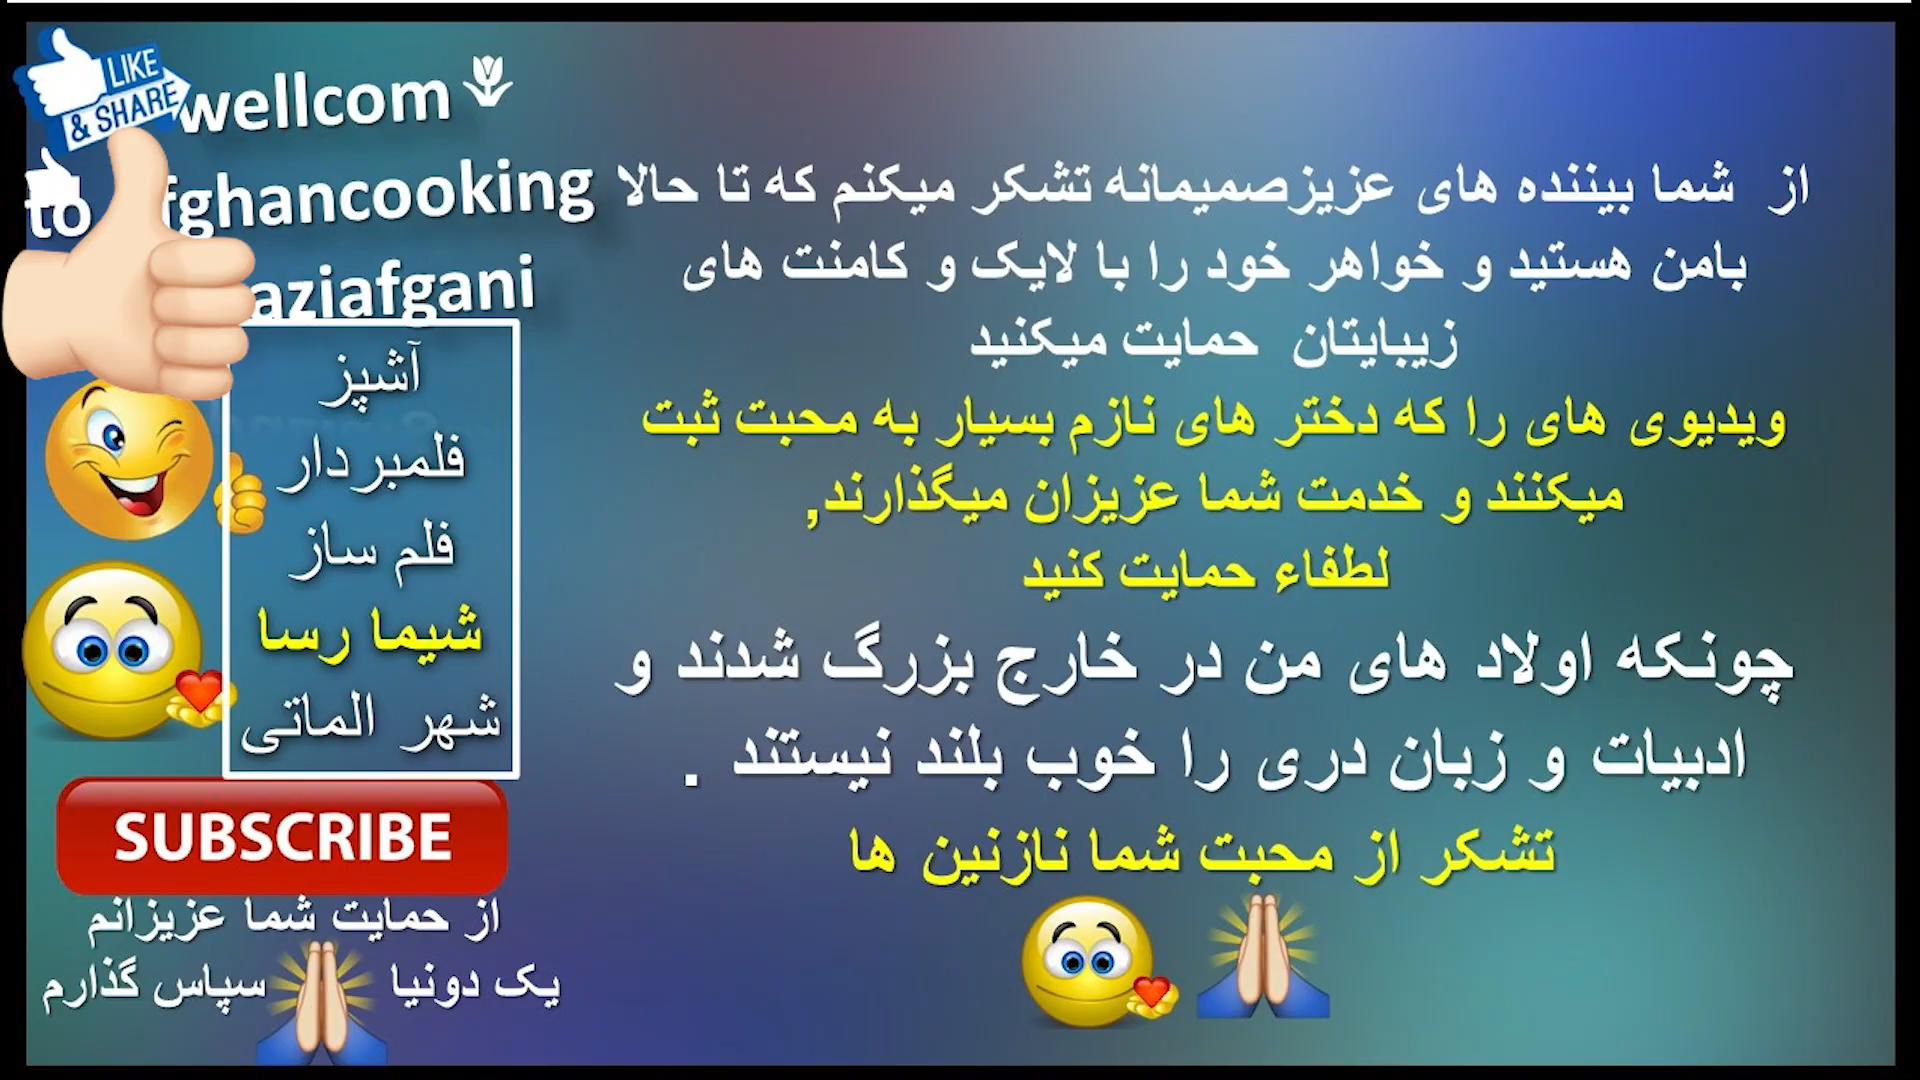 LIKE
& SHARE
wellcom
to fghancooking
aziafgani
آشپز
فلمبردار
فلم ساز
شیما رسا
شهر الماتی
SUBSCRIBE
از حمایت شما عزیزانم
یک دونیا سپاس گذارم
از شما بیننده های عزیزصمیمانه تشکر میکنم که تا حالا
بامن هستید و خواهر خود را با لایک و کامنت های
زیبایتان حمایت میکنید
ویدیوی های را که دختر های نازم بسیار به محبت ثبت
میکنند و خدمت شما عزیزان میگذارند,
لطفاء حمایت کنید
چونکه اولاد های من در خارج بزرگ شدند و
ادبیات و زبان دری را خوب بلند نیستند .
تشکر از محبت شما نازنین ها